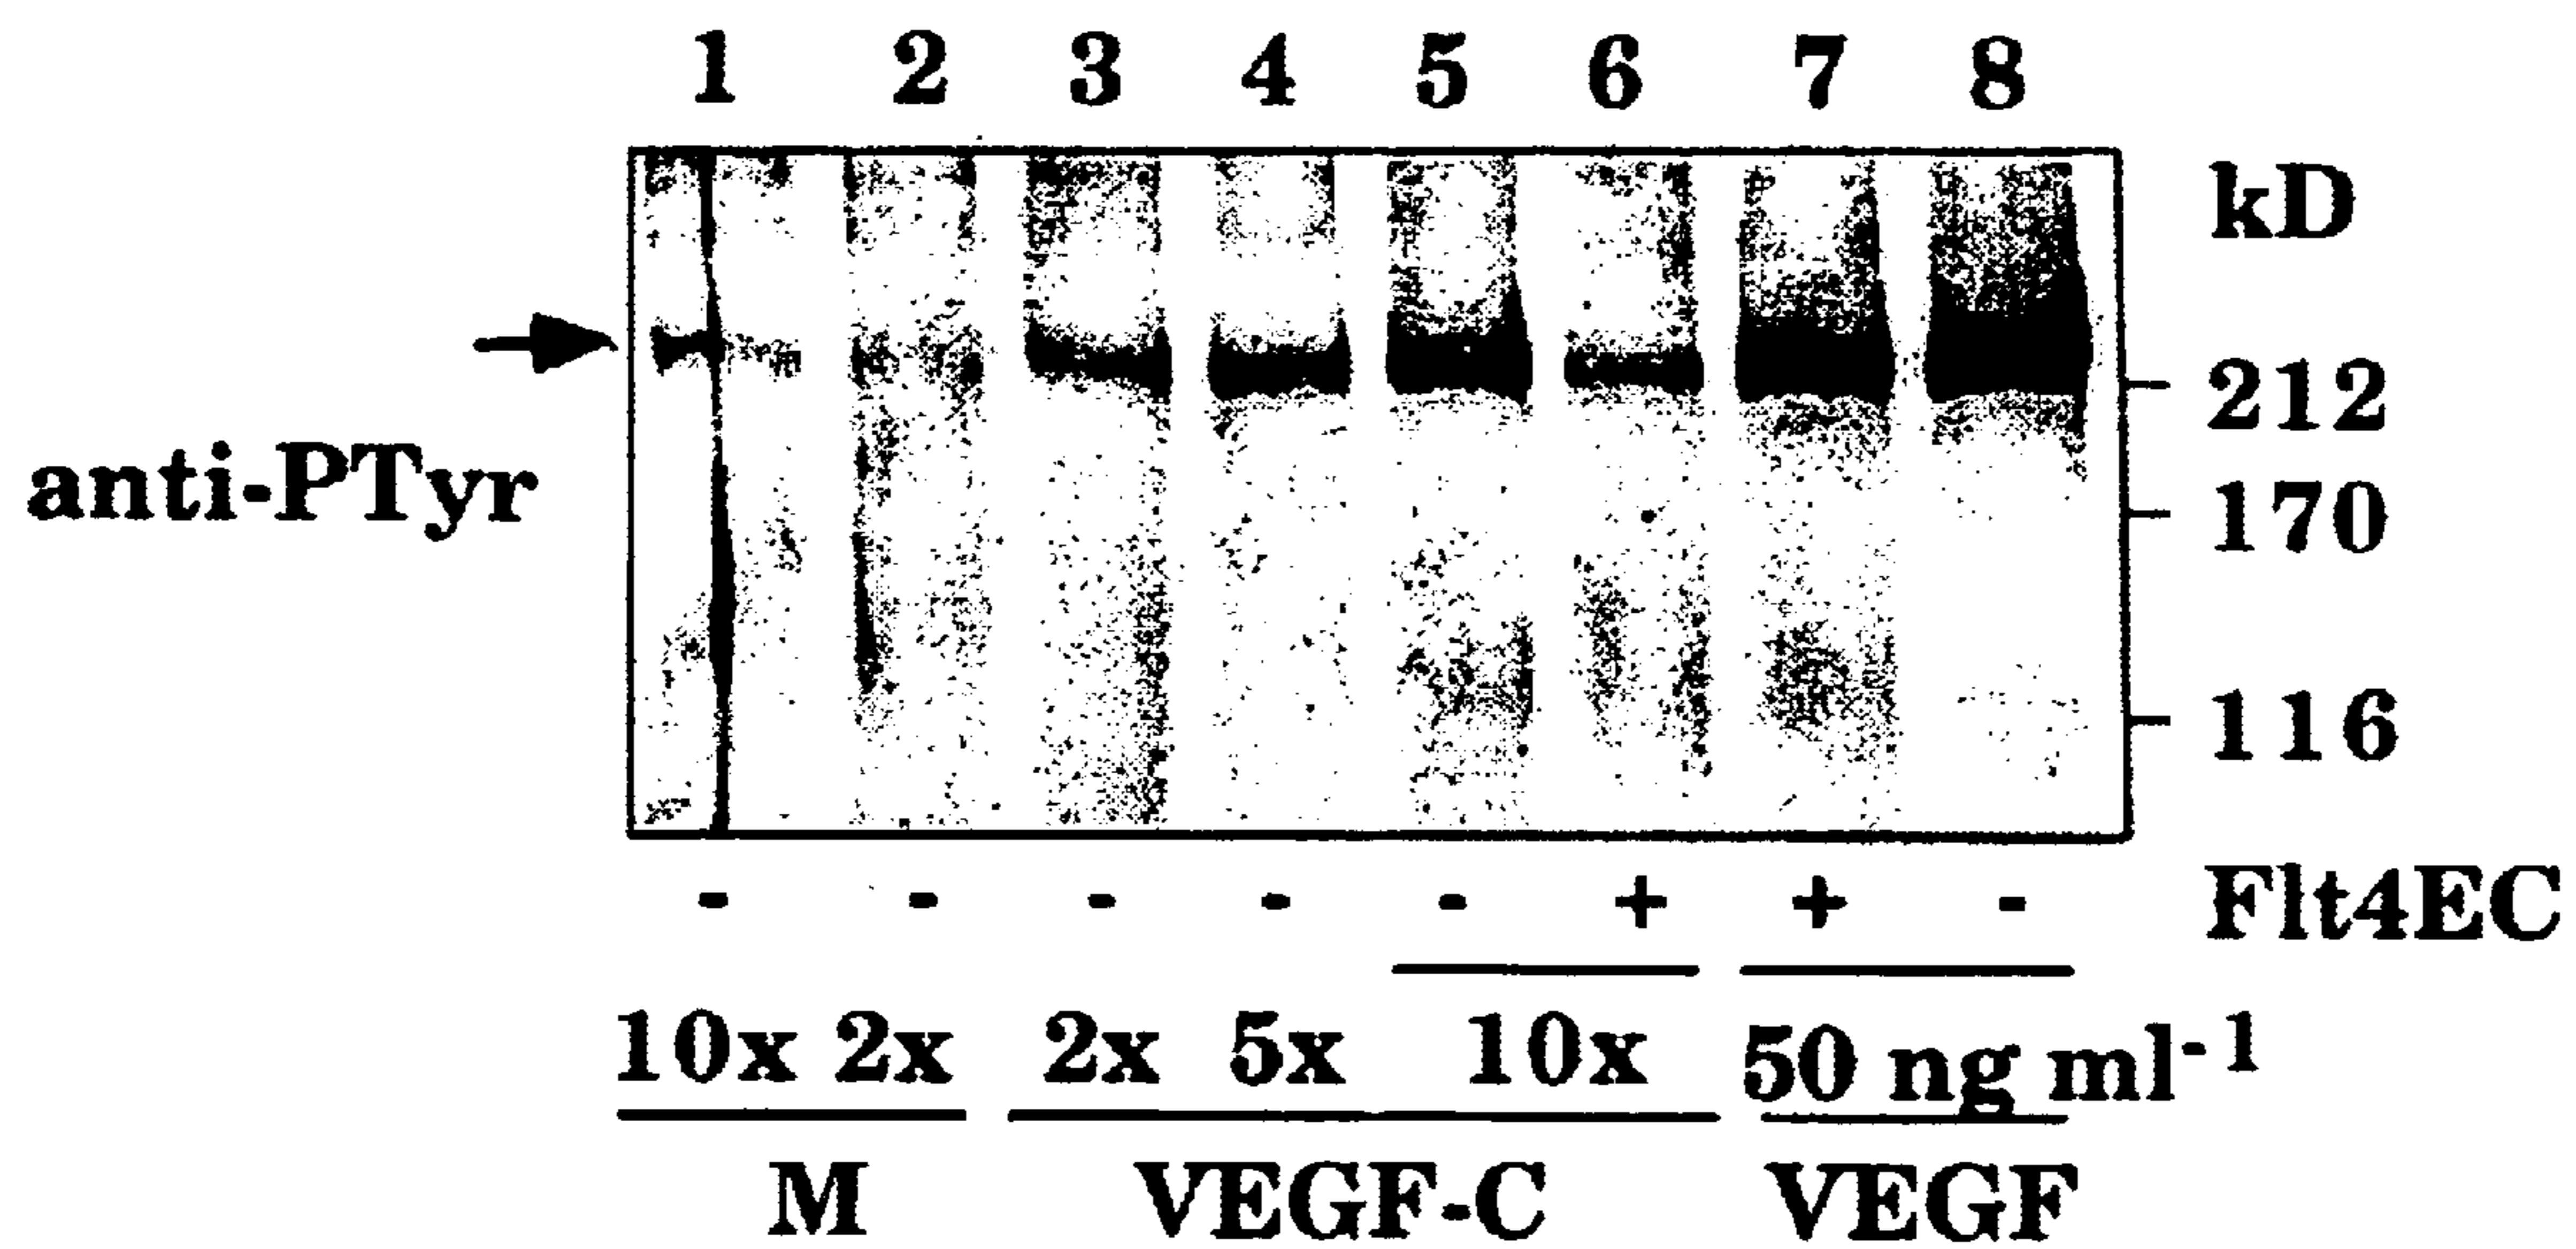 1 2 3 4 5 6 7 8
kD
212
anti-PTyr
170
116
- - - - - + + - Flt4EC
10x 2x 2x 5x 10x 50 ng ml-1
M VEGF-C VEGF